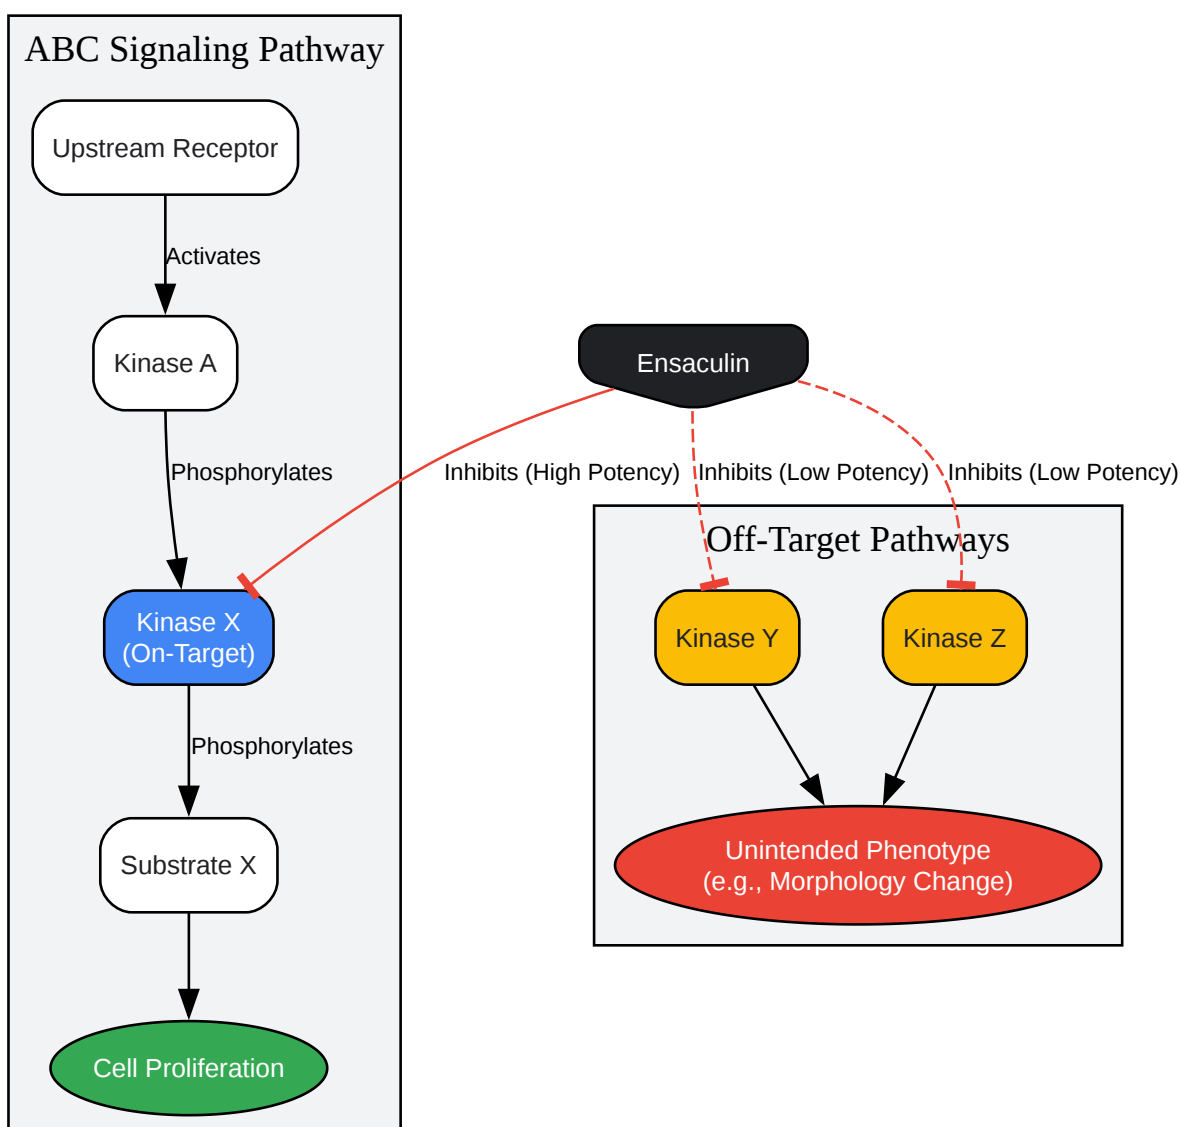 ABC Signaling Pathway
Upstream Receptor
Activates
Kinase A
Phosphorylates
Kinase X
(On-Target)
Phosphorylates
Substrate X
Cell Proliferation
Ensaculin
Inhibits (High Potency)
Inhibits (Low Potency)
Inhibits (Low Potency)
Off-Target Pathways
Kinase Y
Kinase Z
Unintended Phenotype
(e.g., Morphology Change)